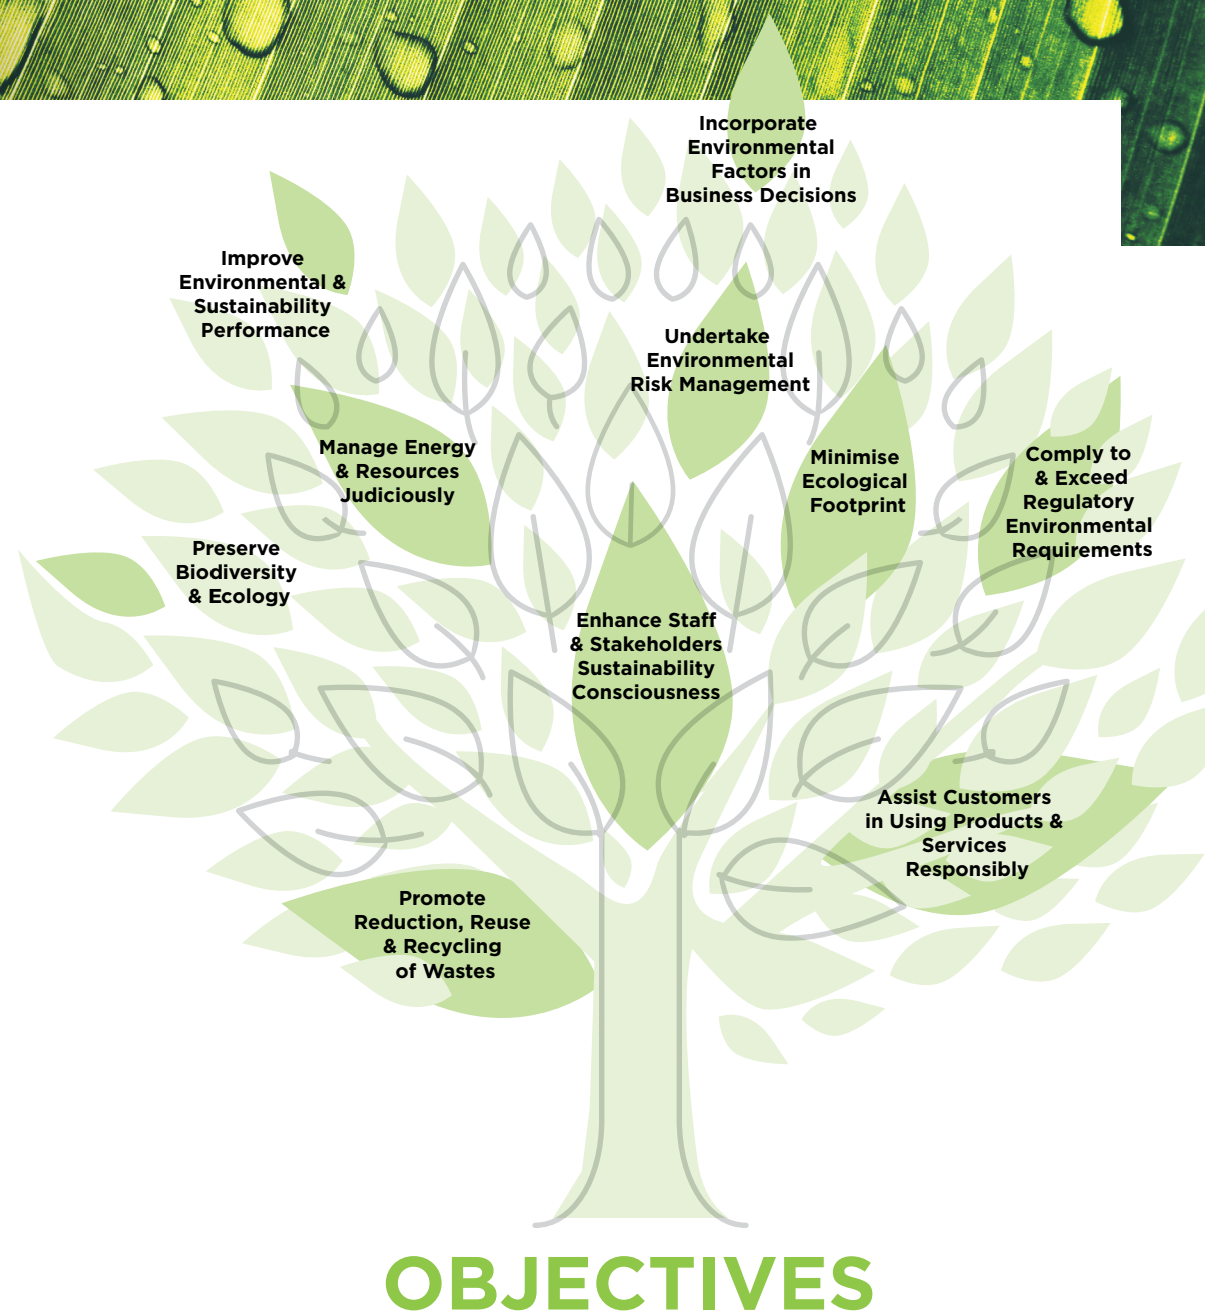 Incorporate
Environmental
Factors in
Business Decisions
Improve
Environmental &
Sustainability
Performance
Undertake
Environmental
Risk Management
Manage Energy
& Resources
Judiciously
Minimise
Ecological
Footprint
Comply to
& Exceed
Regulatory
Environmental
Requirements
Preserve
Biodiversity
& Ecology
Enhance Staff
& Stakeholders
Sustainability
Consciousness
Assist Customers
in Using Products &
Services
Responsibly
Promote
Reduction, Reuse
& Recycling
of Wastes
OBJECTIVES